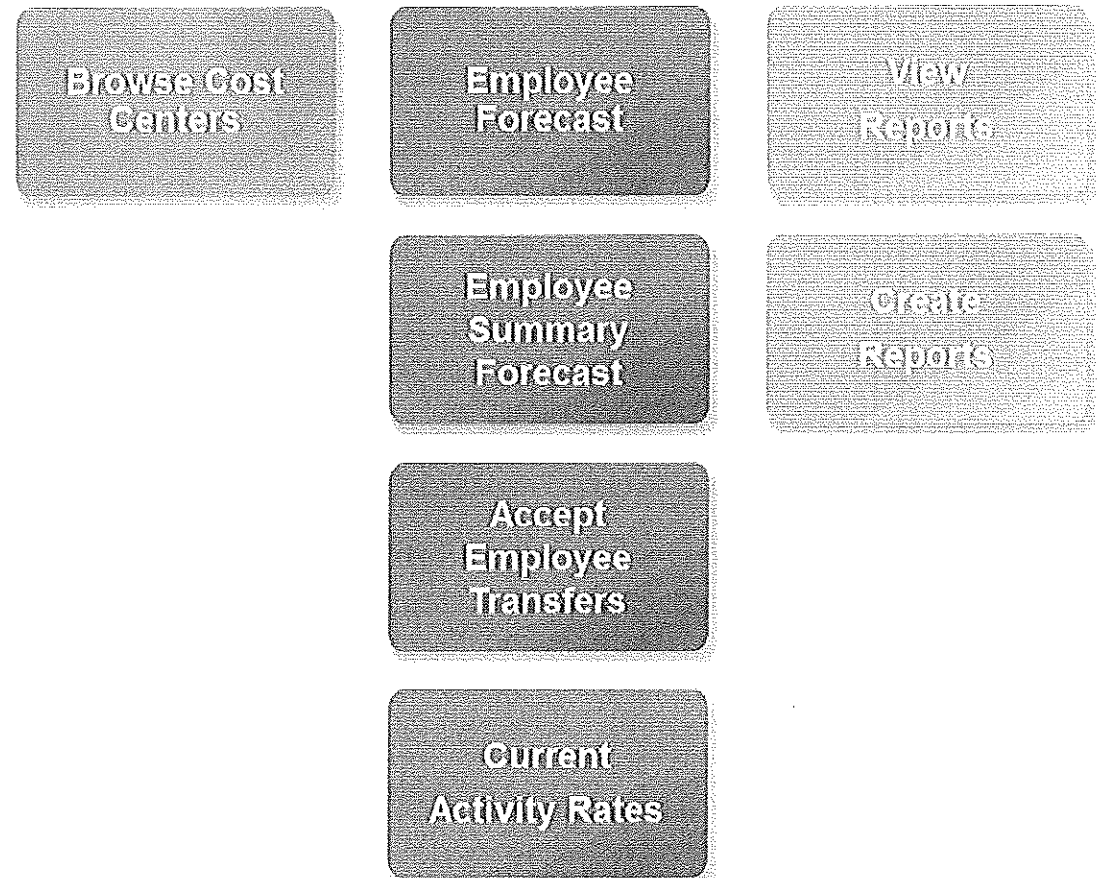 Browse Cost
Centers
Employee
Forecast
View
Reports
Employee
Summary
Forecast
Create
Reports
Accept
Employee
Transfers
Current
Activity Rates